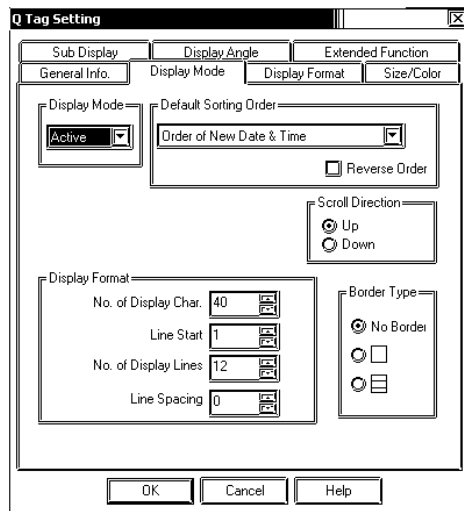 Q Tag Setting
Sub Display Display Angle Extended Function
General Info. Display Mode Display Format Size/Color
Display Mode Default Sorting Order
Active Order of New Date & Time
Reverse Order
Scroll Direction
Up
Down
Display Format
No. of Display Char. 40
Line Start 1
No. of Display Lines 12
Line Spacing 0
Border Type
No Border
OK Cancel Help